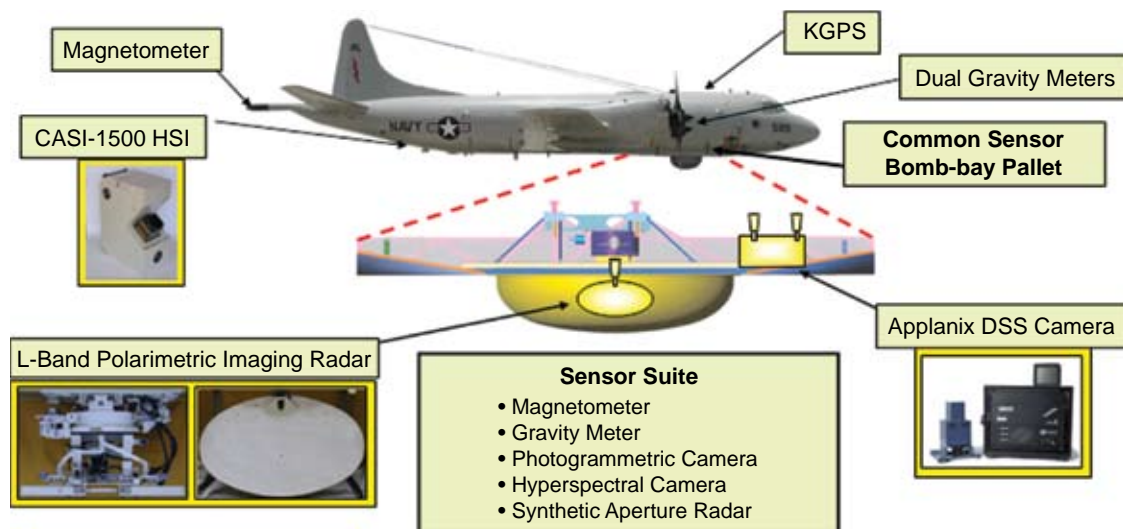 Magnetometer
KGPS
Dual Gravity Meters
CASI-1500 HSI
NAVY
Common Sensor
Bomb-bay Pallet
Applanix DSS Camera
L-Band Polarimetric Imaging Radar
Sensor Suite
• Magnetometer
• Gravity Meter
• Photogrammetric Camera
• Hyperspectral Camera
• Synthetic Aperture Radar